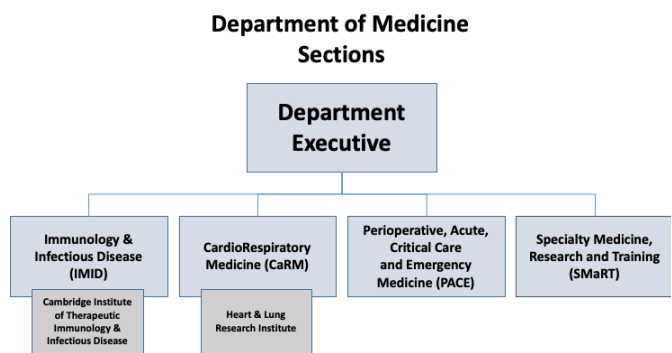 Department of Medicine
Sections
Department
Executive
Immunology &
Infectious Disease
(IMID)
CardioRespiratory
Medicine (CaRM)
Perioperative, Acute,
Critical Care
and Emergency
Medicine (PACE)
Specialty Medicine,
Research and Training
(SMaRT)
Cambridge Institute
of Therapeutic
Immunology &
Infectious Disease
Heart & Lung
Research Institute